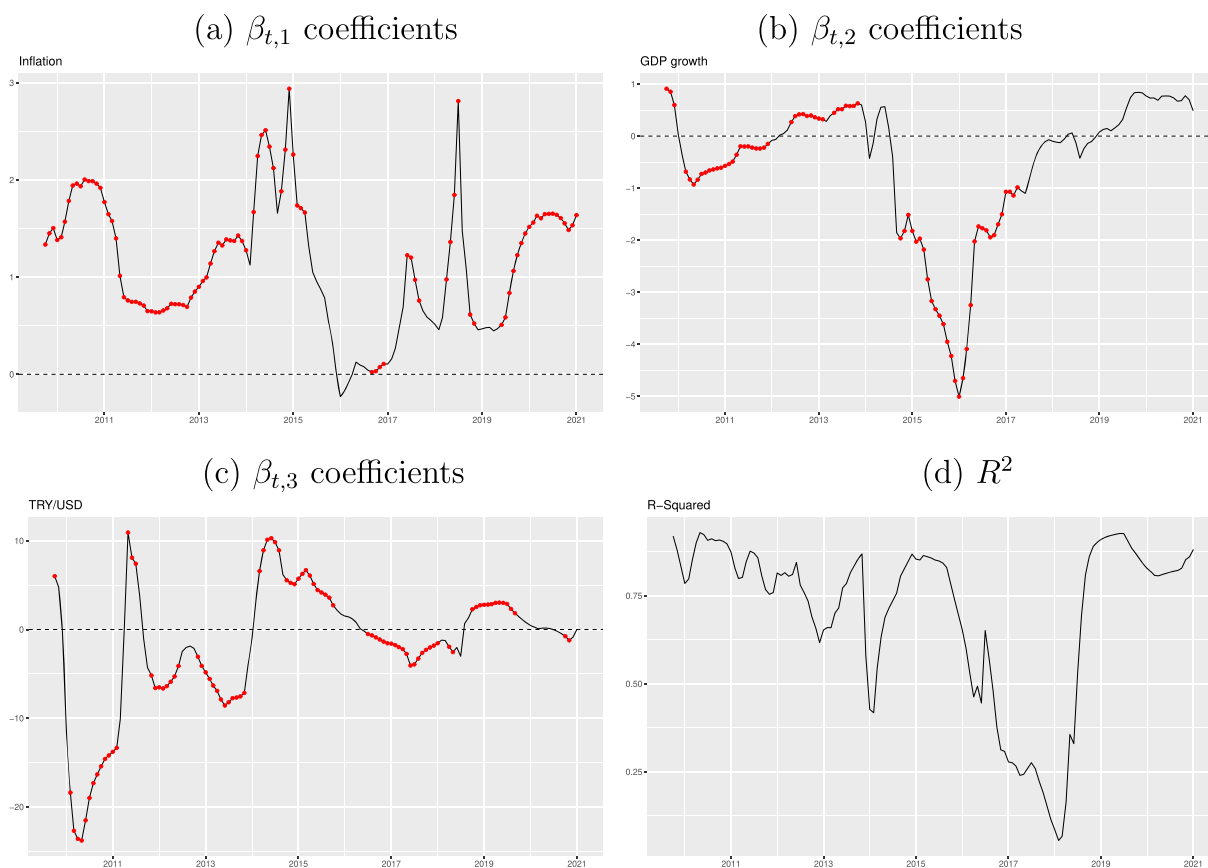 (a) β_{t,1} coefficients
Inflation
3
2
1
0
2011 2013 2015 2017 2019 2021
(b) β_{t,2} coefficients
GDP growth
1
0
−1
−2
−3
−4
−5
2011 2013 2015 2017 2019 2021
(c) β_{t,3} coefficients
TRY/USD
10
0
−10
−20
2011 2013 2015 2017 2019 2021
(d) R²
R−Squared
0.75
0.50
0.25
2011 2013 2015 2017 2019 2021